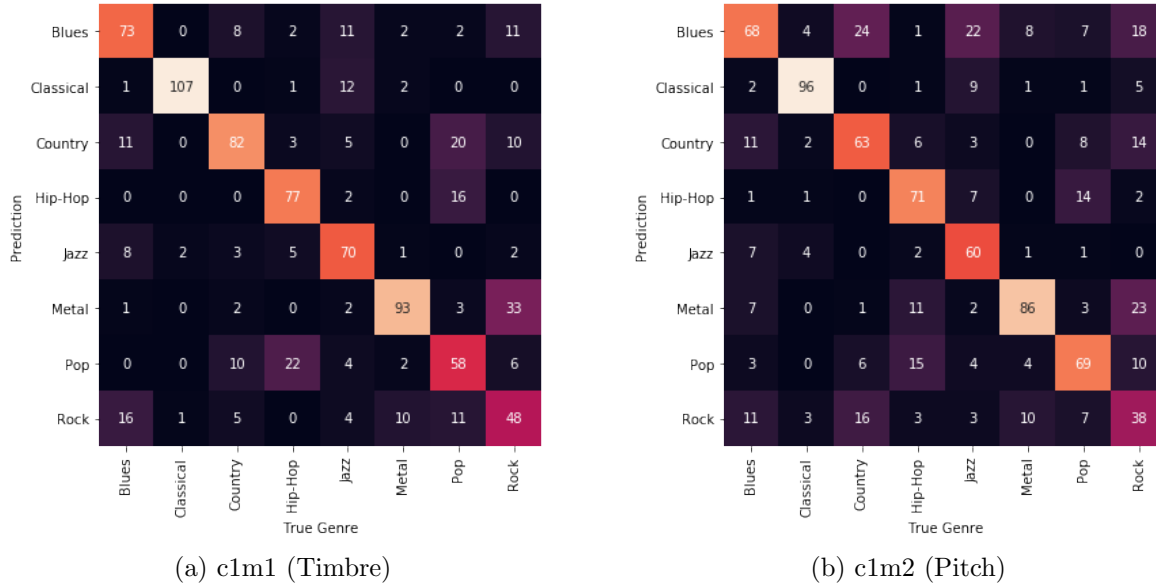 Blues 73 0 8 2 11 2 2 11
Classical 1 107 0 1 12 2 0 0
Country 11 0 82 3 5 0 20 10
Hip-Hop 0 0 0 77 2 0 16 0
Jazz 8 2 3 5 70 1 0 2
Metal 1 0 2 0 2 93 3 33
Pop 0 0 10 22 4 2 58 6
Rock 16 1 5 0 4 10 11 48
Prediction
Blues Classical Country Hip-Hop Jazz Metal Pop Rock
True Genre
(a) c1m1 (Timbre)
Blues 68 4 24 1 22 8 7 18
Classical 2 96 0 1 9 1 1 5
Country 11 2 63 6 3 0 8 14
Hip-Hop 1 1 0 71 7 0 14 2
Jazz 7 4 0 2 60 1 1 0
Metal 7 0 1 11 2 86 3 23
Pop 3 0 6 15 4 4 69 10
Rock 11 3 16 3 3 10 7 38
Prediction
Blues Classical Country Hip-Hop Jazz Metal Pop Rock
True Genre
(b) c1m2 (Pitch)